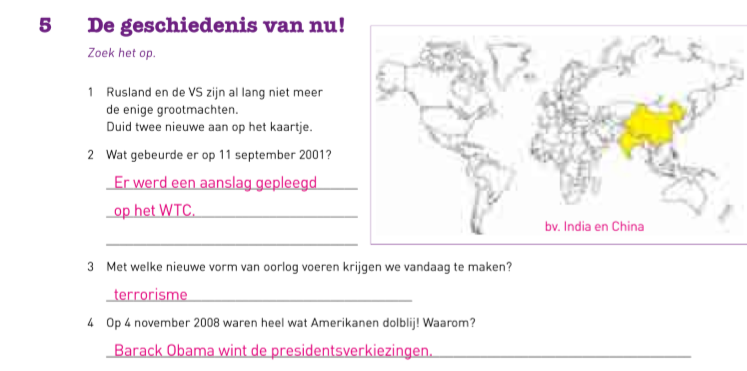 5 De geschiedenis van nu!
Zoek het op.
1 Rusland en de VS zijn al lang niet meer
de enige grootmachten.
Duid twee nieuwe aan op het kaartje.
2 Wat gebeurde er op 11 september 2001?
Er werd een aanslag gepleegd
op het WTC.
bv. India en China
3 Met welke nieuwe vorm van oorlog voeren krijgen we vandaag te maken?
terrorisme
4 Op 4 november 2008 waren heel wat Amerikanen dolblij! Waarom?
Barack Obama wint de presidentsverkiezingen.